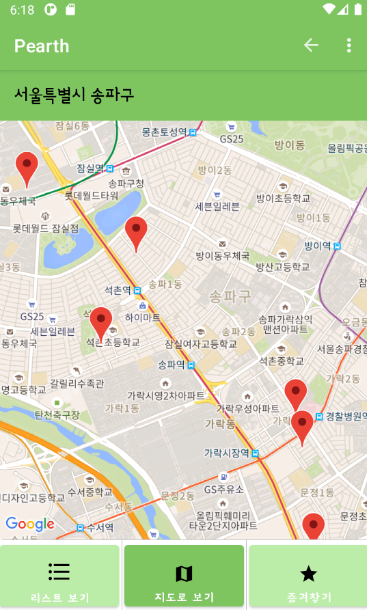 6:18
Pearth
서울특별시 송파구
잠실6동
몽촌토성역
GS25
방이동
올림픽공원
잠실역
송파구청
방이2동
동우체국
롯데월드타워
세븐일레븐
방이초등학교
롯데월드 잠실점
방이1동
방이동우체국
방이역
실3동
방산고등학교
석촌역
송파1동
송파구
GS25
하이마트
송파가락삼익
맨션아파트
오금동
세븐일레븐
석촌초등학교
송파2동
동우체국
잠실여자고등학교
석촌중학교
서울송파경찰
송파역
갈릴리수족관
가락2동
명고등학교
가락시영2차아파트
탄천축구장
가락1동
가락우성아파트
경찰병원역
가락동
가락시장역
수서중학교
문정2동
GS주유소
문정1동
디자인고등학교
올림픽훼미리
타운2단지아파트
수서동
Google
수서역
리스트 보기
지도로 보기
즐겨찾기